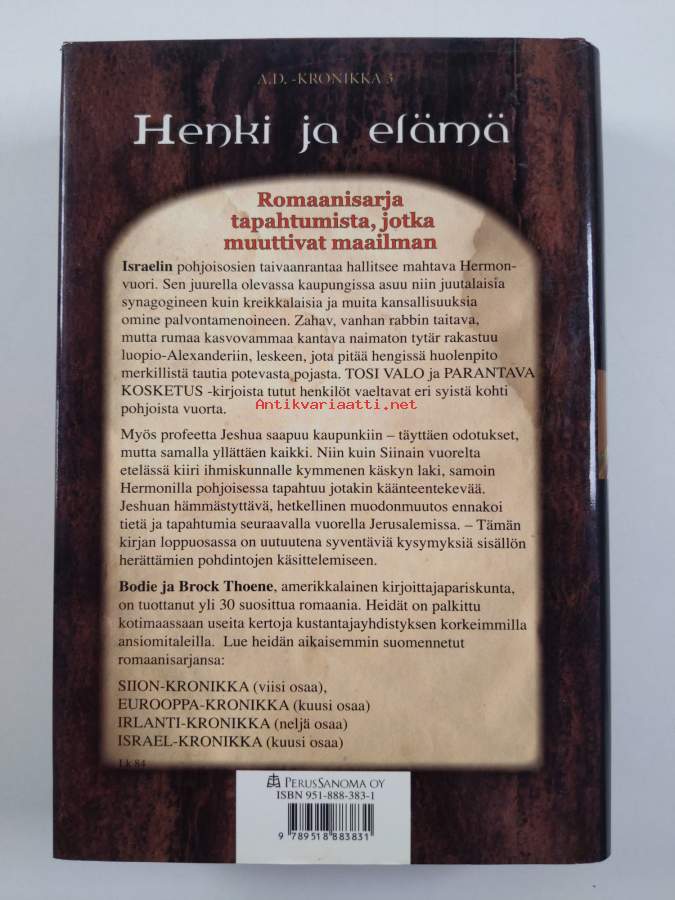 A.D. -KRONIKKA 3
Henki ja elämä
Romaanisarja
tapahtumista, jotka
muuttivat maailman
Israelin pohjoisosien taivaanrantaa hallitsee mahtava Hermon-
vuori. Sen juurella olevassa kaupungissa asuu niin juutalaisia
synagogineen kuin kreikkalaisia ja muita kansallisuuksia
omine palvontamenoineen. Zahav, vanhan rabbin taitava,
mutta rumaa kasvovammaa kantava naimaton tytär rakastuu
luopio-Alexanderiin, leskeen, jota pitää hengissä huolenpito
merkillistä tautia potevasta pojasta. TOSI VALO ja PARANTAVA
KOSKETUS -kirjoista tutut henkilöt vaeltavat eri syistä kohti
pohjoista vuorta.
Antikvariaatti.net
Myös profeetta Jeshua saapuu kaupunkiin – täyttäen odotukset,
mutta samalla yllättäen kaikki. Niin kuin Siinain vuorelta
etelässä kiiri ihmiskunnalle kymmenen käskyn laki, samoin
Hermonilla pohjoisessa tapahtuu jotakin käänteentekevää.
Jeshuan hämmästyttävä, hetkellinen muodonmuutos ennakoi
tietä ja tapahtumia seuraavalla vuorella Jerusalemissa. – Tämän
kirjan loppuosassa on uutuutena syventäviä kysymyksiä sisällön
herättämien pohdintojen käsittelemiseen.
Bodie ja Brock Thoene, amerikkalainen kirjoittajapariskunta,
on tuottanut yli 30 suosittua romaania. Heidät on palkittu
kotimaassaan useita kertoja kustantajayhdistyksen korkeimmilla
ansiomitaleilla. Lue heidän aikaisemmin suomennetut
romaanisarjansa:
SIION-KRONIKKA (viisi osaa),
EUROOPPA-KRONIKKA (kuusi osaa)
IRLANTI-KRONIKKA (neljä osaa)
ISRAEL-KRONIKKA (kuusi osaa)
Lk 84
PERUSSANOMA OY
ISBN 951-888-383-1
9 789518 883831